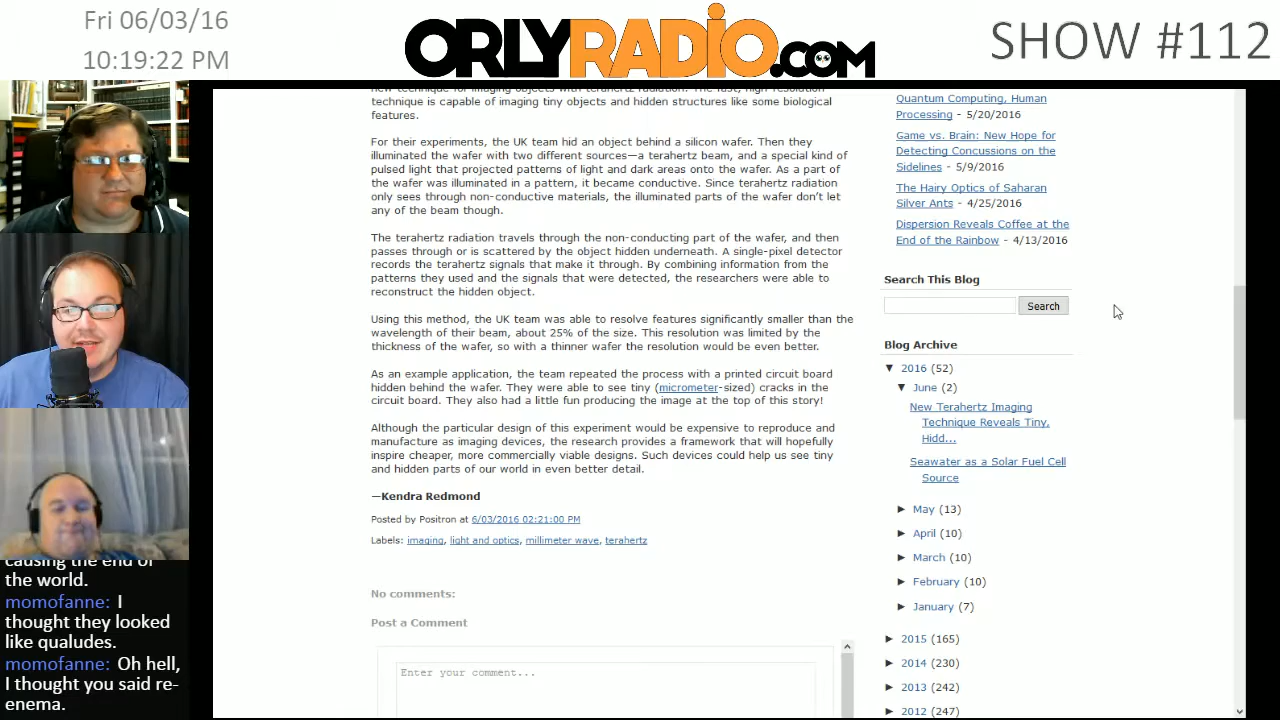 Fri 06/03/16
10:19:22 PM
ORLYRADIO.COM
SHOW #112
new technique for imaging objects with terahertz radiation. The fast, high-resolution
technique is capable of imaging tiny objects and hidden structures like some biological
features.
For their experiments, the UK team hid an object behind a silicon wafer. Then they
illuminated the wafer with two different sources—a terahertz beam, and a special kind of
pulsed light that projected patterns of light and dark areas onto the wafer. As a part of
the wafer was illuminated in a pattern, it became conductive. Since terahertz radiation
only sees through non-conductive materials, the illuminated parts of the wafer don't let
any of the beam though.
The terahertz radiation travels through the non-conducting part of the wafer, and then
passes through or is scattered by the object hidden underneath. A single-pixel detector
records the terahertz signals that make it through. By combining information from the
patterns they used and the signals that were detected, the researchers were able to
reconstruct the hidden object.
Using this method, the UK team was able to resolve features significantly smaller than the
wavelength of their beam, about 25% of the size. This resolution was limited by the
thickness of the wafer, so with a thinner wafer the resolution would be even better.
As an example application, the team repeated the process with a printed circuit board
hidden behind the wafer. They were able to see tiny (micrometer-sized) cracks in the
circuit board. They also had a little fun producing the image at the top of this story!
Although the particular design of this experiment would be expensive to reproduce and
manufacture as imaging devices, the research provides a framework that will hopefully
inspire cheaper, more commercially viable designs. Such devices could help us see tiny
and hidden parts of our world in even better detail.
—Kendra Redmond
Posted by Positron at 6/03/2016 02:21:00 PM
Labels: imaging, light and optics, millimeter wave, terahertz
No comments:
Post a Comment
Enter your comment...
Quantum Computing, Human
Processing - 5/20/2016
Game vs. Brain: New Hope for
Detecting Concussions on the
Sidelines - 5/9/2016
The Hairy Optics of Saharan
Silver Ants - 4/25/2016
Dispersion Reveals Coffee at the
End of the Rainbow - 4/13/2016
Search This Blog
Search
Blog Archive
▼ 2016 (52)
▼ June (2)
New Terahertz Imaging
Technique Reveals Tiny,
Hidd...
Seawater as a Solar Fuel Cell
Source
► May (13)
► April (10)
► March (10)
► February (10)
► January (7)
► 2015 (165)
► 2014 (230)
► 2013 (242)
► 2012 (247)
causing the end of
the world.
momofanne: I
thought they looked
like qualudes.
momofanne: Oh hell,
I thought you said re-
enema.